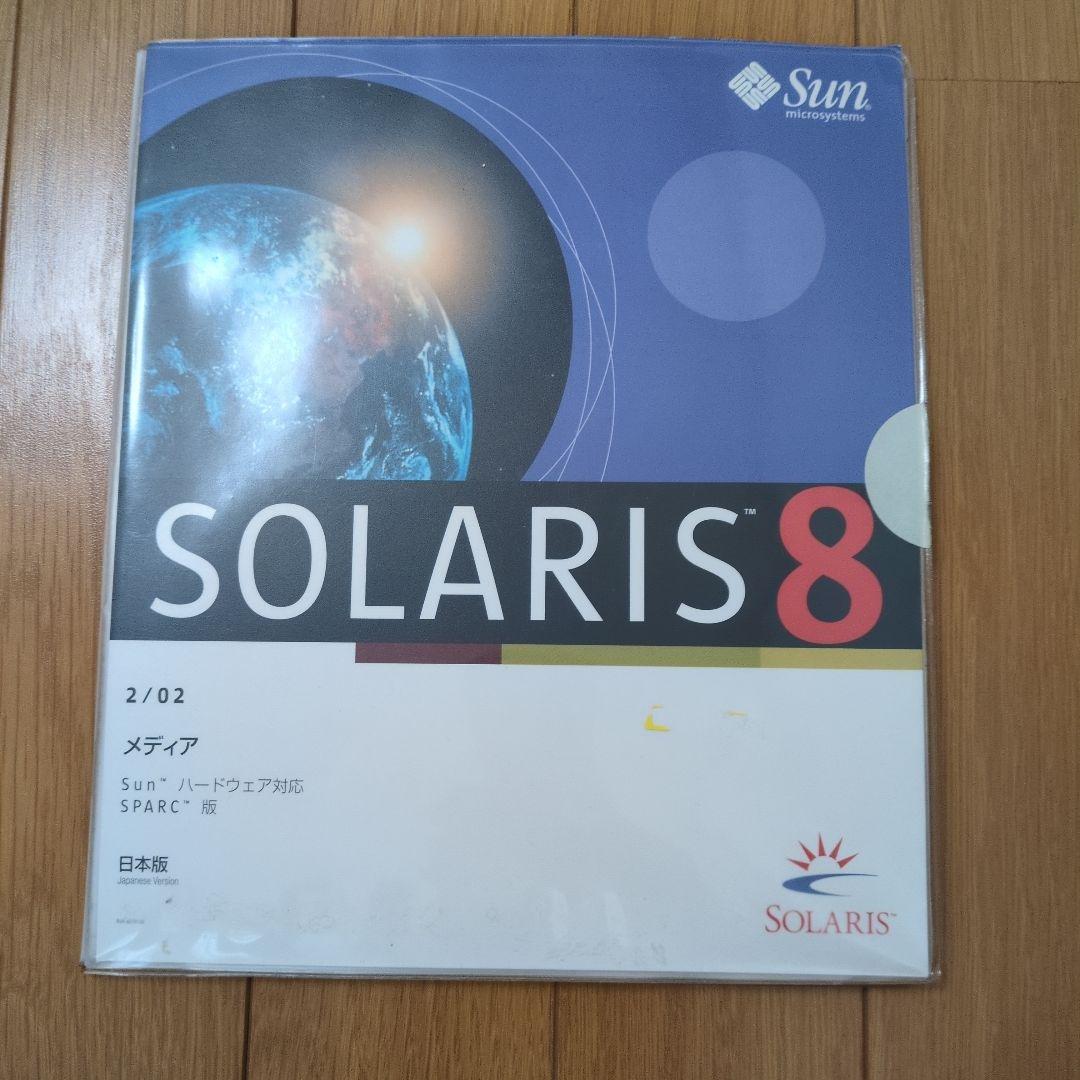 Sun®
microsystems
SOLARIS™ 8
2/02
メディア
Sun™ ハードウェア対応
SPARC™ 版
日本版
Japanese Version
SOLARIS™